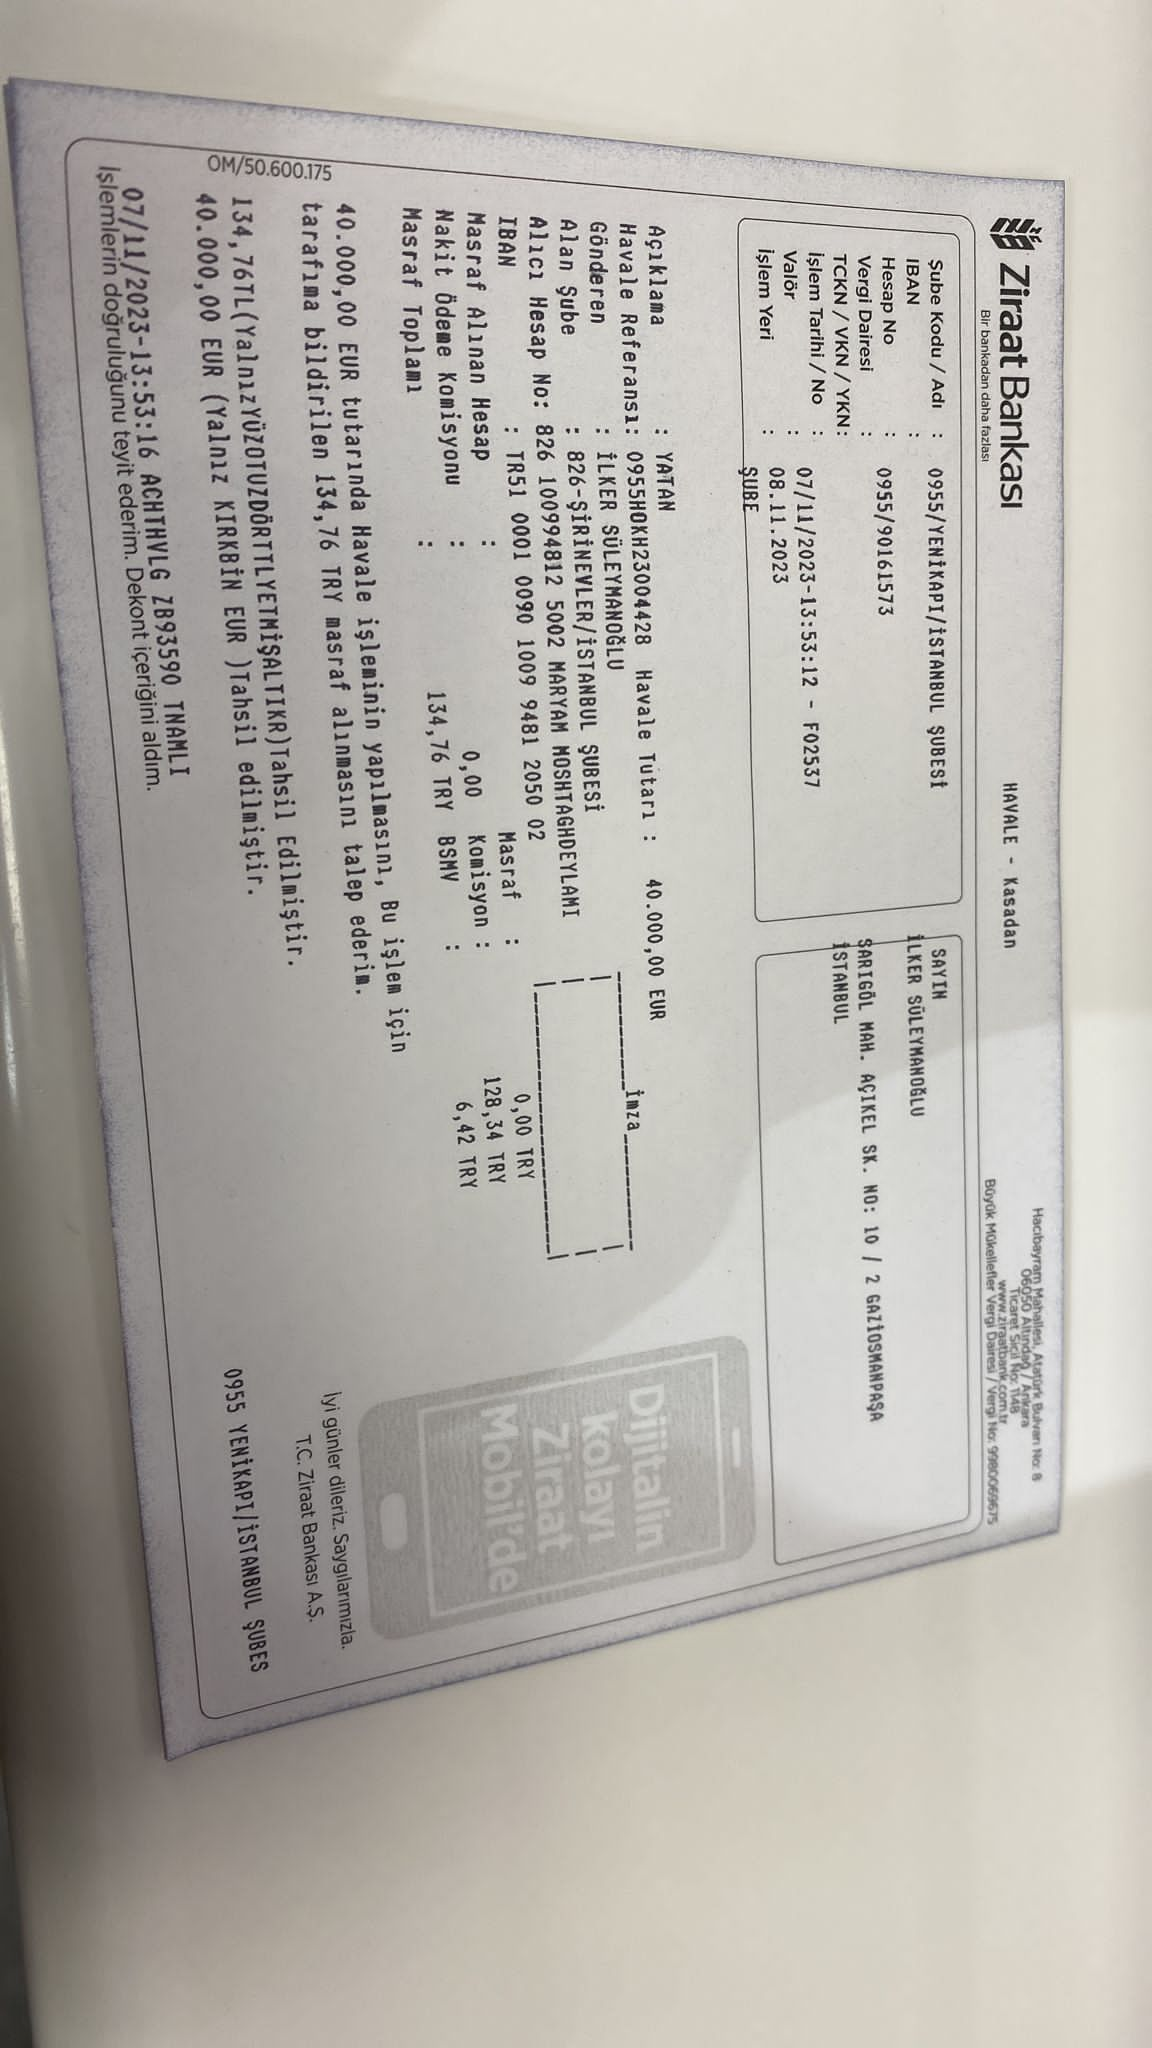 Ziraat Bankası
Bir bankadan daha fazlası
HAVALE - Kasadan
Hacıbayram Mahallesi, Atatürk Bulvarı No: 8
06050 Altındağ / Ankara
Ticaret Sicil No: 1148
www.ziraatbank.com.tr
Büyük Mükellefler Vergi Dairesi / Vergi No: 9980069675
Şube Kodu / Adı : 0955/YENİKAPI/İSTANBUL ŞUBESİ
IBAN :
Hesap No : 0955/90161573
Vergi Dairesi :
TCKN / VKN / YKN :
İşlem Tarihi / No : 07/11/2023-13:53:12 - F02537
Valör : 08.11.2023
İşlem Yeri : ŞUBE
SAYIN
İLKER SÜLEYMANOĞLU
SARIGÖL MAH. AÇIKEL SK. NO: 10 / 2 GAZİOSMANPAŞA
İSTANBUL
Açıklama : YATAN
Havale Referansı: 0955HOKH23004428 Havale Tutarı : 40.000,00 EUR
Gönderen : İLKER SÜLEYMANOĞLU
Alan Şube : 826-ŞİRİNEVLER/İSTANBUL ŞUBESİ
Alıcı Hesap No: 826 100994812 5002 MARYAM MOSHTAGHDEYLAMI
IBAN : TR51 0001 0090 1009 9481 2050 02
Masraf Alınan Hesap : Masraf : 0,00 TRY
Nakit Ödeme Komisyonu : 0,00 Komisyon : 128,34 TRY
Masraf Toplamı : 134,76 TRY BSMV : 6,42 TRY
İmza
40.000,00 EUR tutarında Havale işleminin yapılmasını, Bu işlem için
tarafıma bildirilen 134,76 TRY masraf alınmasını talep ederim.
134,76TL(YalnızYÜZOTUZDÖRTTLYETMİŞALTIKR)Tahsil Edilmiştir.
40.000,00 EUR (Yalnız KIRKBİN EUR )Tahsil edilmiştir.
07/11/2023-13:53:16 ACHTHVLG ZB93590 TNAMLI
İşlemlerin doğruluğunu teyit ederim. Dekont içeriğini aldım.
OM/50.600.175
Dijitalin
kolayı
Ziraat
Mobil'de
İyi günler dileriz. Saygılarımızla.
T.C. Ziraat Bankası A.Ş.
0955 YENİKAPI/İSTANBUL ŞUBES